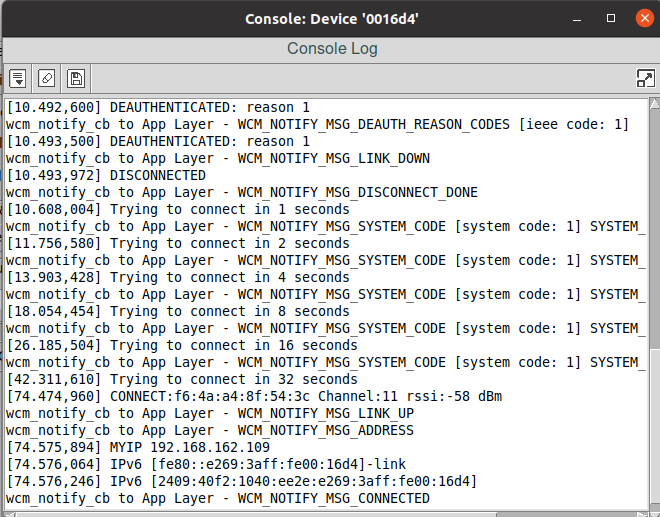 Console: Device '0016d4'
Console Log
[10.492,600] DEAUTHENTICATED: reason 1
wcm_notify_cb to App Layer - WCM_NOTIFY_MSG_DEAUTH_REASON_CODES [ieee code: 1]
[10.493,500] DEAUTHENTICATED: reason 1
wcm_notify_cb to App Layer - WCM_NOTIFY_MSG_LINK_DOWN
[10.493,972] DISCONNECTED
wcm_notify_cb to App Layer - WCM_NOTIFY_MSG_DISCONNECT_DONE
[10.608,004] Trying to connect in 1 seconds
wcm_notify_cb to App Layer - WCM_NOTIFY_MSG_SYSTEM_CODE [system code: 1] SYSTEM_
[11.756,580] Trying to connect in 2 seconds
wcm_notify_cb to App Layer - WCM_NOTIFY_MSG_SYSTEM_CODE [system code: 1] SYSTEM_
[13.903,428] Trying to connect in 4 seconds
wcm_notify_cb to App Layer - WCM_NOTIFY_MSG_SYSTEM_CODE [system code: 1] SYSTEM_
[18.054,454] Trying to connect in 8 seconds
wcm_notify_cb to App Layer - WCM_NOTIFY_MSG_SYSTEM_CODE [system code: 1] SYSTEM_
[26.185,504] Trying to connect in 16 seconds
wcm_notify_cb to App Layer - WCM_NOTIFY_MSG_SYSTEM_CODE [system code: 1] SYSTEM_
[42.311,610] Trying to connect in 32 seconds
[74.474,960] CONNECT:f6:4a:a4:8f:54:3c Channel:11 rssi:-58 dBm
wcm_notify_cb to App Layer - WCM_NOTIFY_MSG_LINK_UP
wcm_notify_cb to App Layer - WCM_NOTIFY_MSG_ADDRESS
[74.575,894] MYIP 192.168.162.109
[74.576,064] IPv6 [fe80::e269:3aff:fe00:16d4]-link
[74.576,246] IPv6 [2409:40f2:1040:ee2e:e269:3aff:fe00:16d4]
wcm_notify_cb to App Layer - WCM_NOTIFY_MSG_CONNECTED